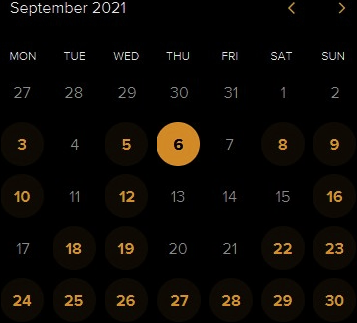 September 2021
MON TUE WED THU FRI SAT SUN
27 28 29 30 31 1 2
3 4 5 6 7 8 9
10 11 12 13 14 15 16
17 18 19 20 21 22 23
24 25 26 27 28 29 30